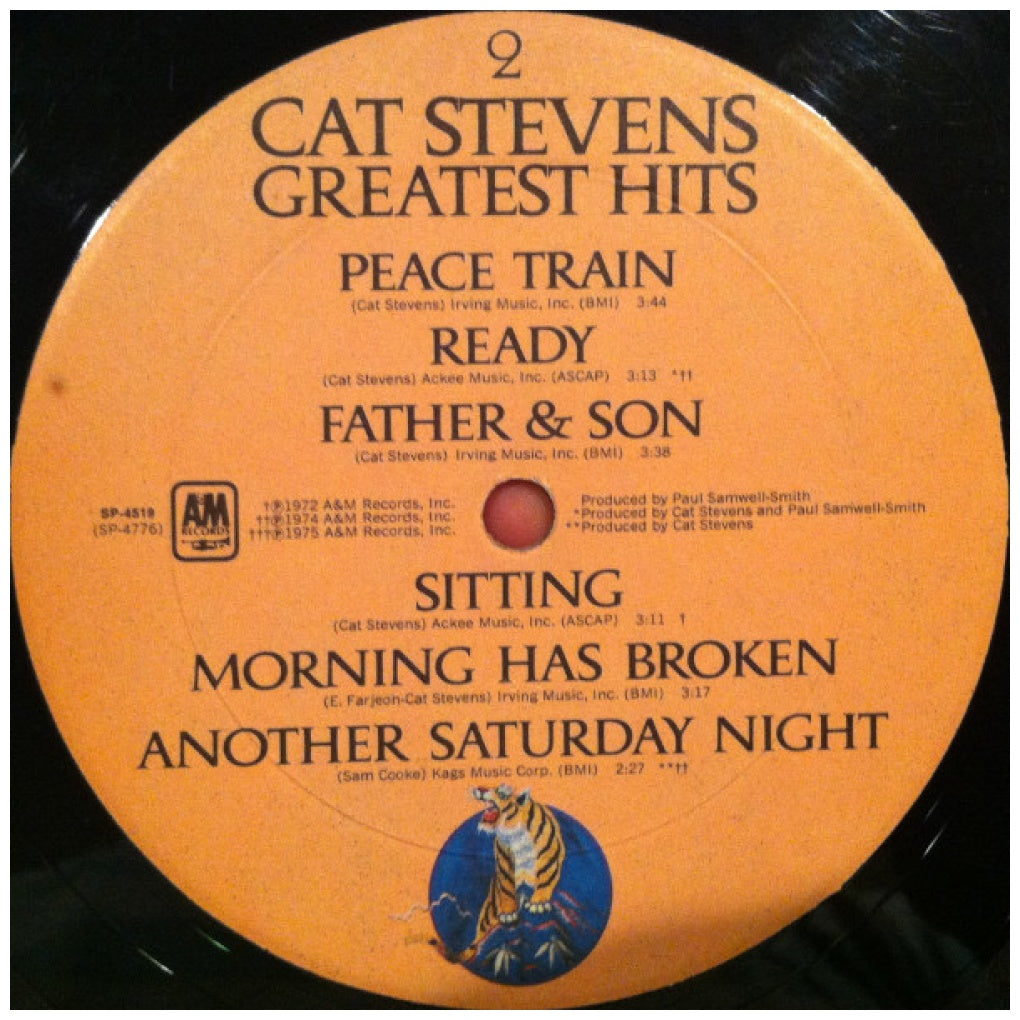 2
CAT STEVENS
GREATEST HITS
PEACE TRAIN
(Cat Stevens) Irving Music, Inc. (BMI) 3:44
READY
(Cat Stevens) Ackee Music, Inc. (ASCAP) 3:13 *††
FATHER & SON
(Cat Stevens) Irving Music, Inc. (BMI) 3:38
SP-4519
(SP-4776)
A&M
RECORDS
†℗1972 A&M Records, Inc.
††℗1974 A&M Records, Inc.
†††℗1975 A&M Records, Inc.
Produced by Paul Samwell-Smith
*Produced by Cat Stevens and Paul Samwell-Smith
**Produced by Cat Stevens
SITTING
(Cat Stevens) Ackee Music, Inc. (ASCAP) 3:11 †
MORNING HAS BROKEN
(E. Farjeon-Cat Stevens) Irving Music, Inc. (BMI) 3:17
ANOTHER SATURDAY NIGHT
(Sam Cooke) Kags Music Corp. (BMI) 2:27 **††